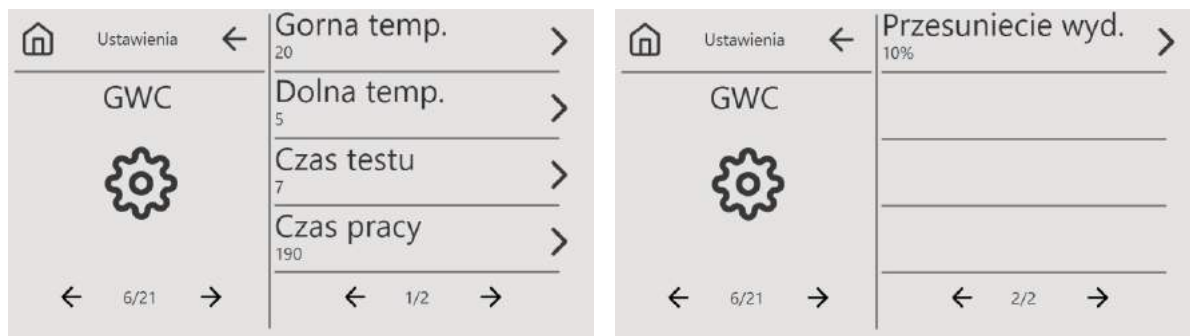 Ustawienia
GWC
6/21
Gorna temp.
20
Dolna temp.
5
Czas testu
7
Czas pracy
190
1/2
Ustawienia
GWC
6/21
Przesuniecie wyd.
10%
2/2